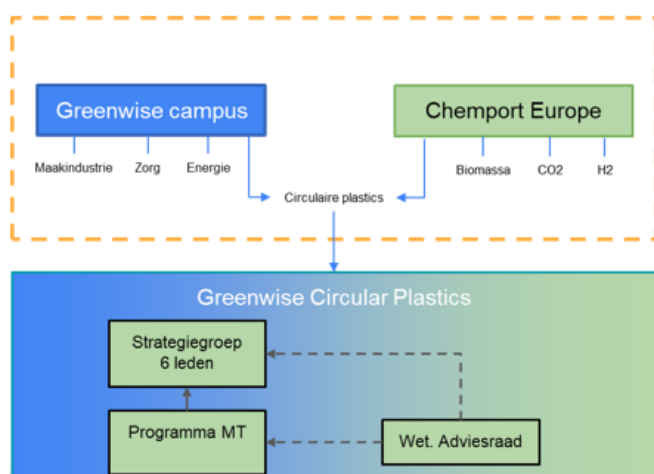 Greenwise campus
Chemport Europe
Maakindustrie
Zorg
Energie
Biomassa
CO2
H2
Circulaire plastics
Greenwise Circular Plastics
Strategiegroep
6 leden
Programma MT
Wet. Adviesraad